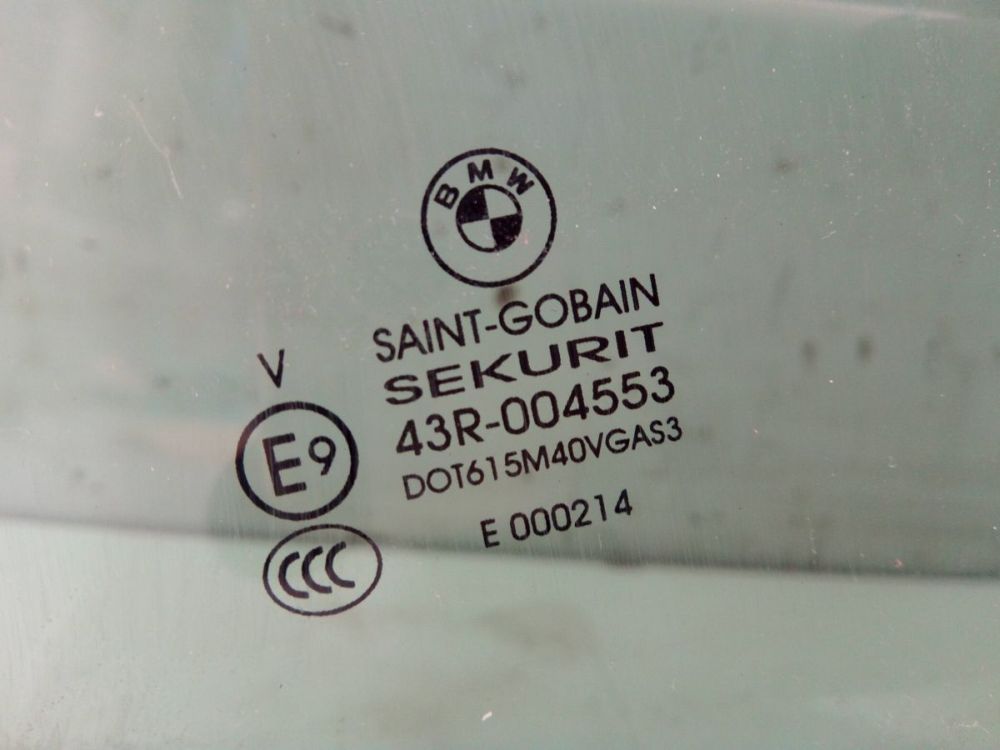 BMW
SAINT-GOBAIN
SEKURIT
V
43R-004553
E9
DOT615M40VGAS3
E 000214
CCC